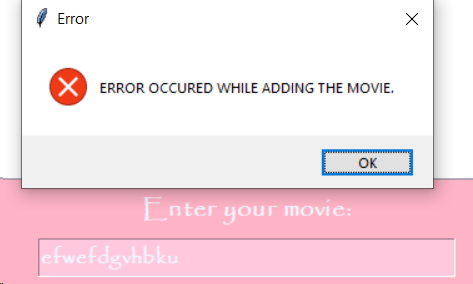 Error
ERROR OCCURED WHILE ADDING THE MOVIE.
OK
Enter your movie:
efwefdgvhbku